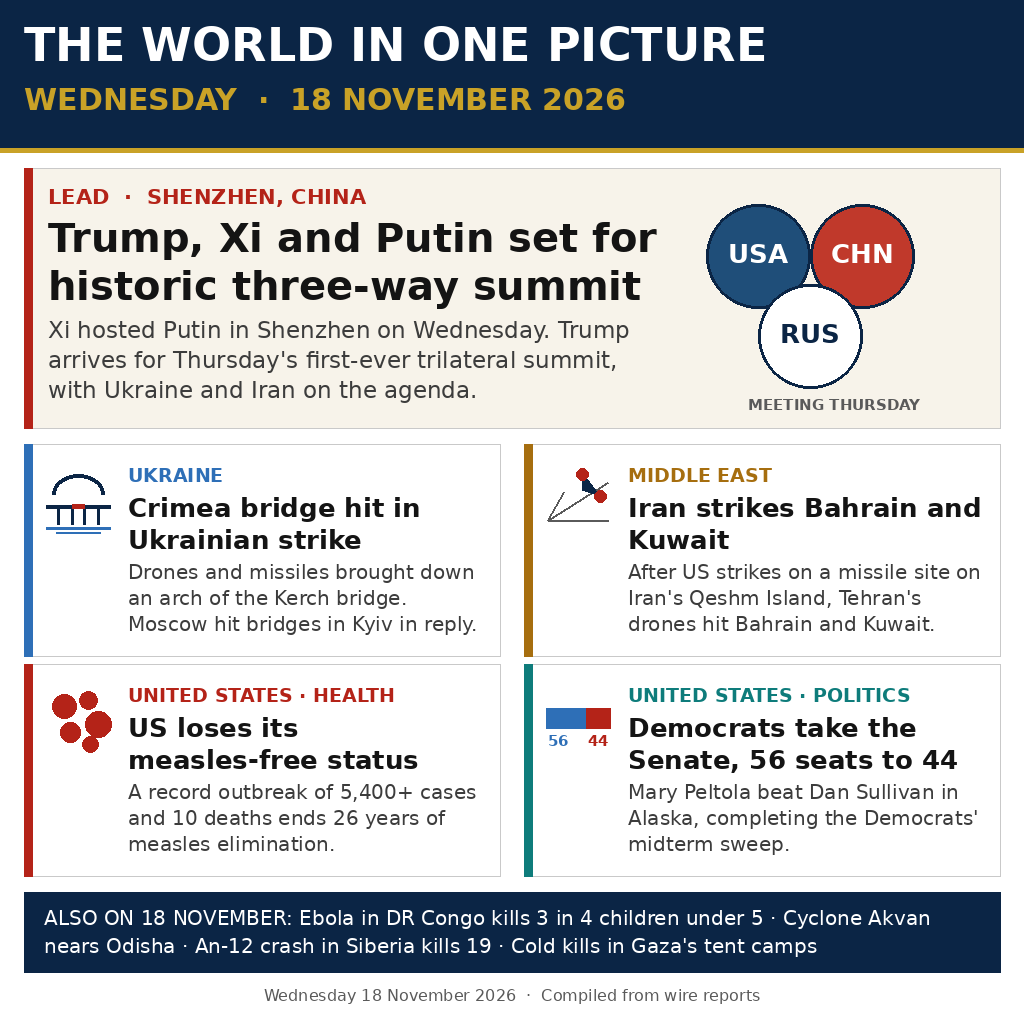 THE WORLD IN ONE PICTURE
WEDNESDAY · 18 NOVEMBER 2026
LEAD · SHENZHEN, CHINA
Trump, Xi and Putin set for
historic three-way summit
Xi hosted Putin in Shenzhen on Wednesday. Trump
arrives for Thursday's first-ever trilateral summit,
with Ukraine and Iran on the agenda.
USA
CHN
RUS
MEETING THURSDAY
UKRAINE
Crimea bridge hit in
Ukrainian strike
Drones and missiles brought down
an arch of the Kerch bridge.
Moscow hit bridges in Kyiv in reply.
MIDDLE EAST
Iran strikes Bahrain and
Kuwait
After US strikes on a missile site on
Iran's Qeshm Island, Tehran's
drones hit Bahrain and Kuwait.
UNITED STATES · HEALTH
US loses its
measles-free status
A record outbreak of 5,400+ cases
and 10 deaths ends 26 years of
measles elimination.
UNITED STATES · POLITICS
56 44
Democrats take the
Senate, 56 seats to 44
Mary Peltola beat Dan Sullivan in
Alaska, completing the Democrats'
midterm sweep.
ALSO ON 18 NOVEMBER: Ebola in DR Congo kills 3 in 4 children under 5 · Cyclone Akvan
nears Odisha · An-12 crash in Siberia kills 19 · Cold kills in Gaza's tent camps
Wednesday 18 November 2026 · Compiled from wire reports